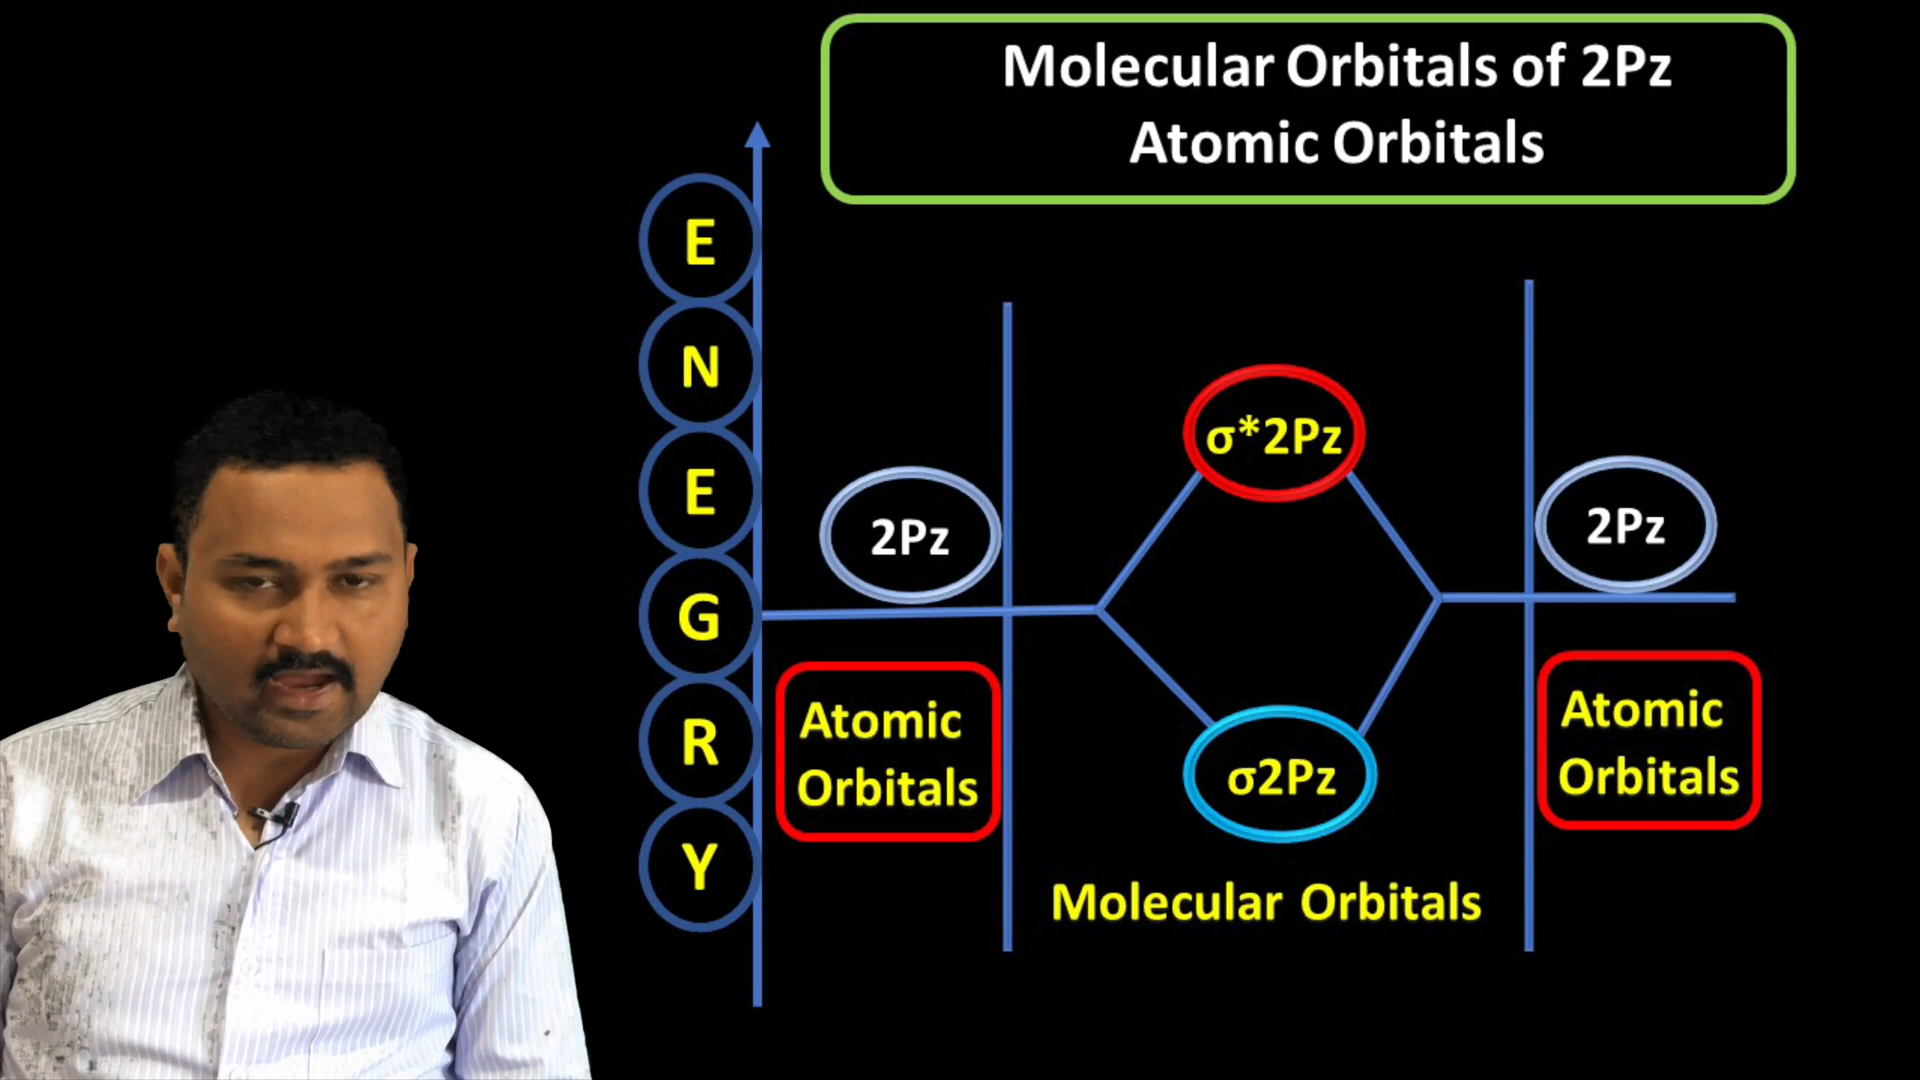 Molecular Orbitals of 2Pz
Atomic Orbitals
E
N
E
G
R
Y
σ*2Pz
2Pz
2Pz
Atomic
Orbitals
σ2Pz
Atomic
Orbitals
Molecular Orbitals